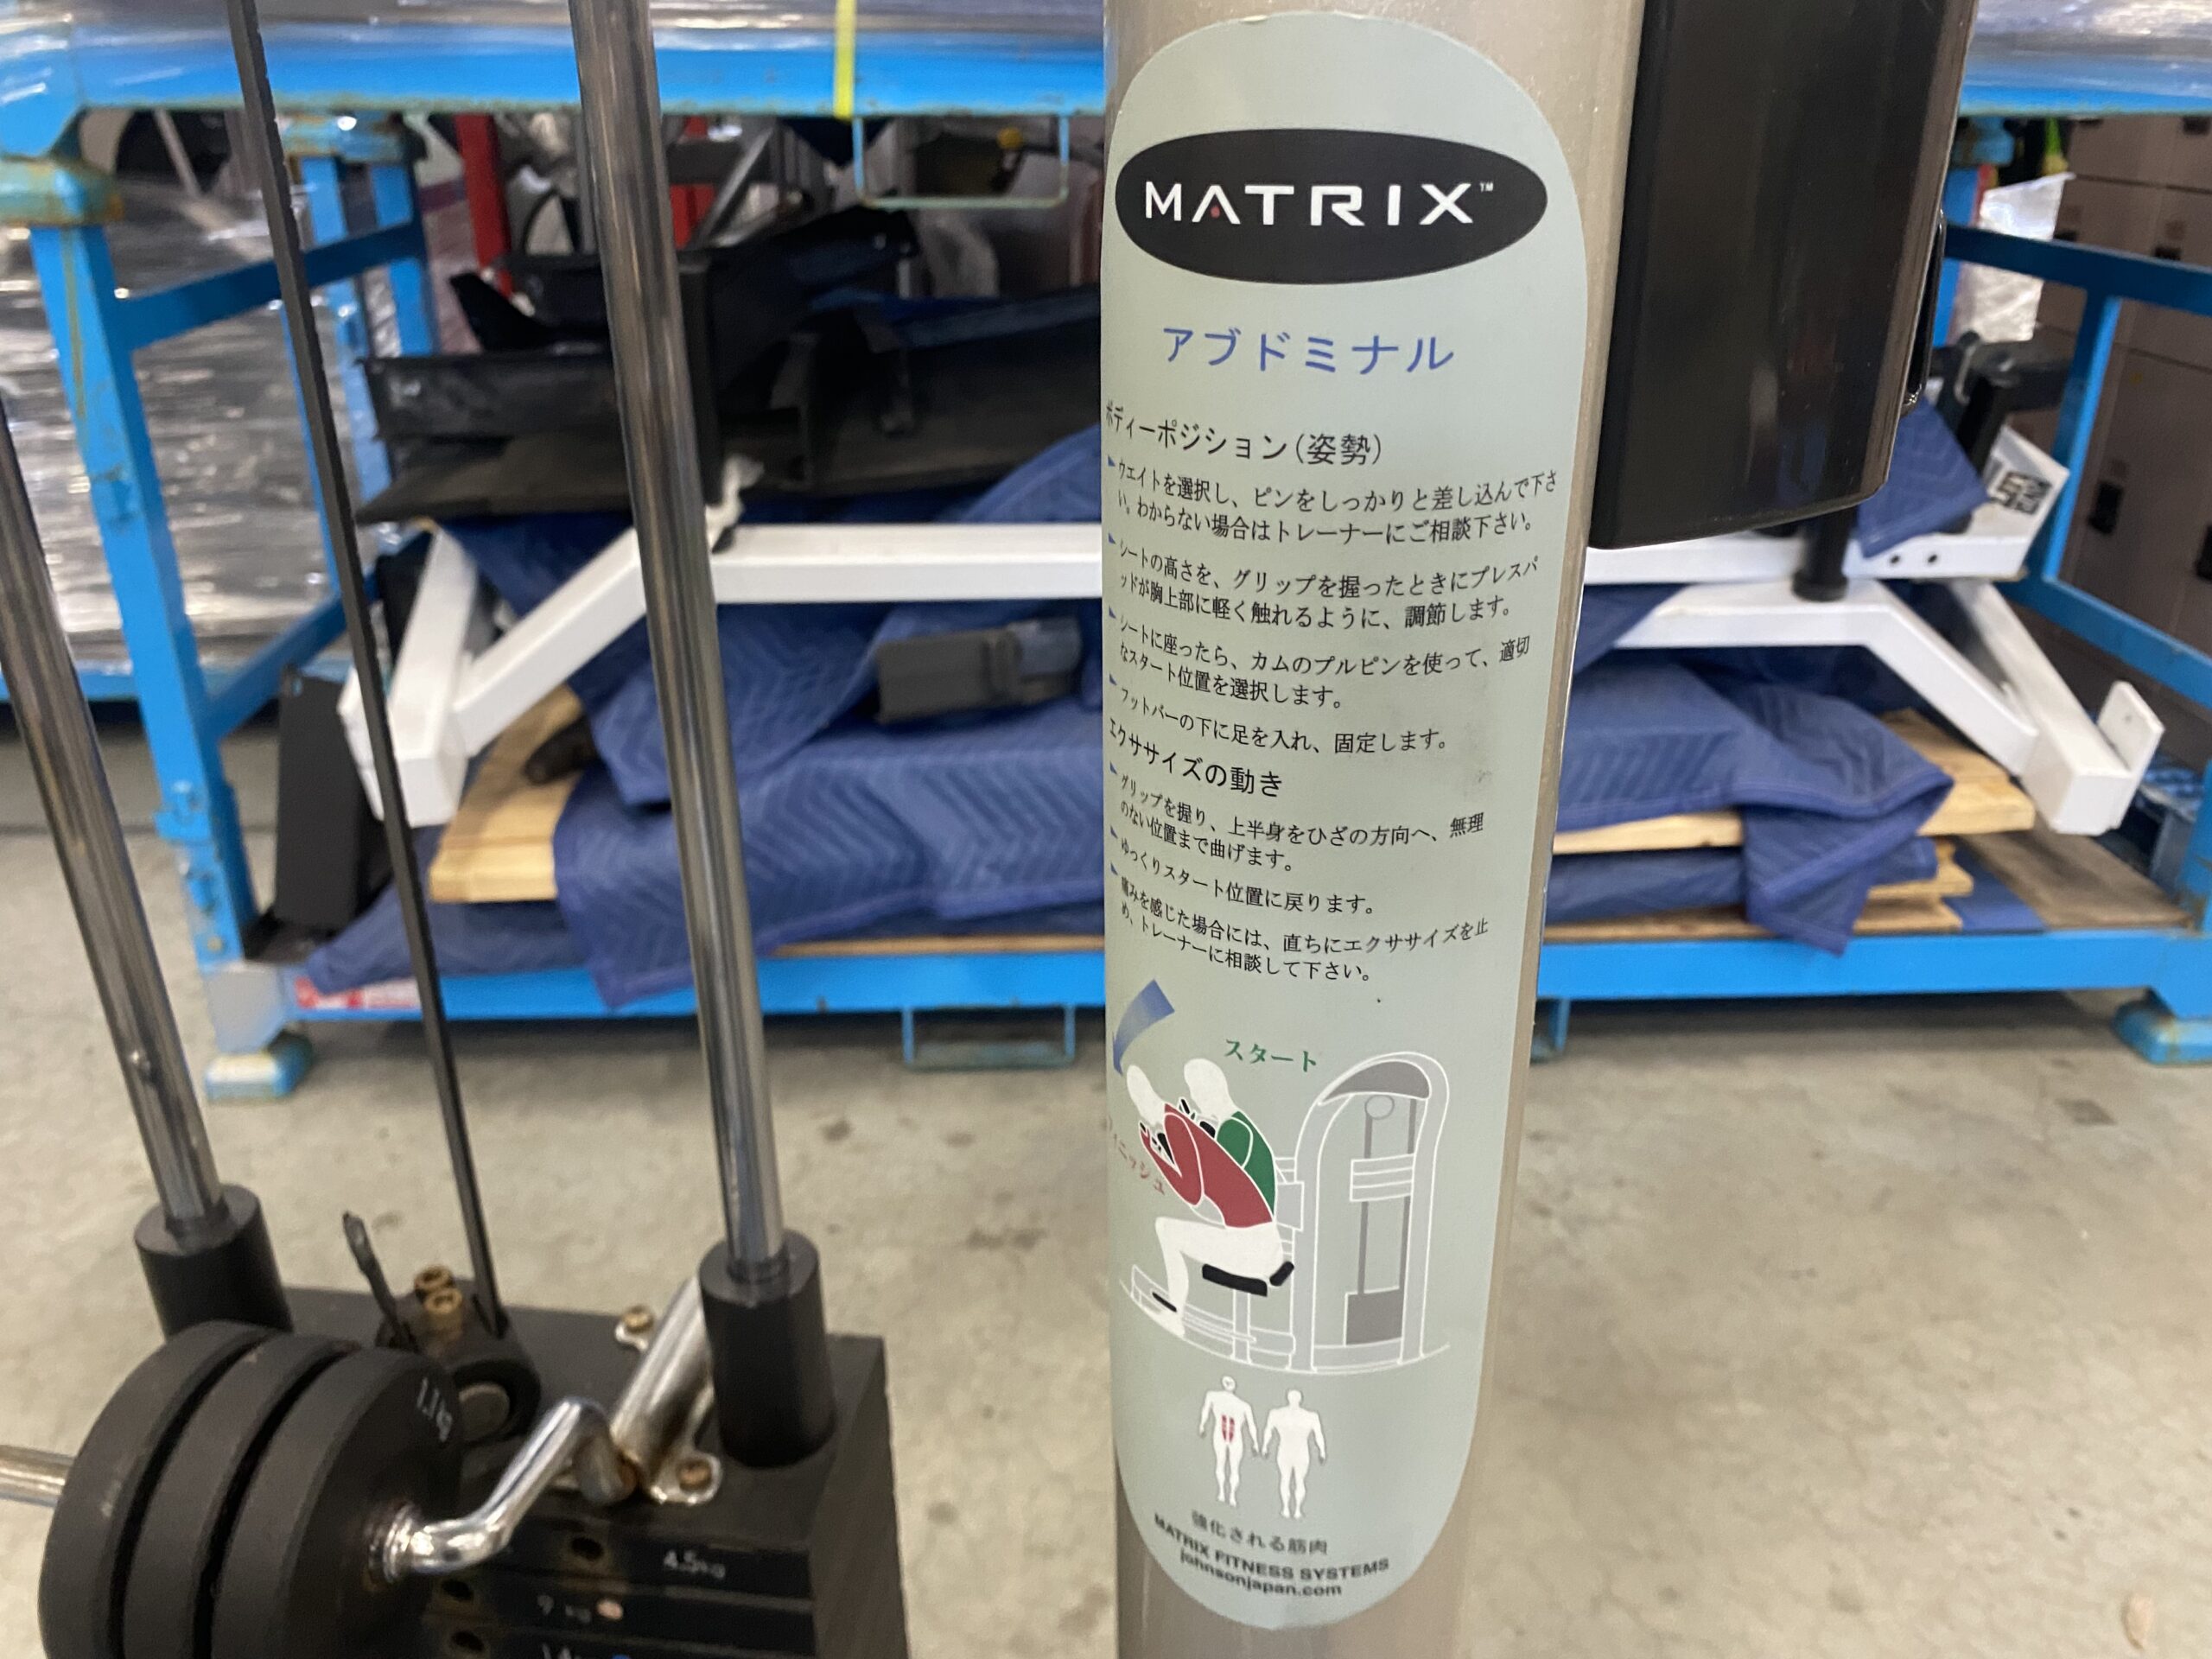 MATRIX™
アブドミナル
ボディーポジション(姿勢)
ウエイトを選択し、ピンをしっかりと差し込んで下さ
い。わからない場合はトレーナーにご相談下さい。
シートの高さを、グリップを握ったときにプレスパ
ッドが胸上部に軽く触れるように、調節します。
シートに座ったら、カムのプルピンを使って、適切
なスタート位置を選択します。
フットバーの下に足を入れ、固定します。
エクササイズの動き
グリップを握り、上半身をひざの方向へ、無理
のない位置まで曲げます。
ゆっくりスタート位置に戻ります。
痛みを感じた場合には、直ちにエクササイズを止
め、トレーナーに相談して下さい。
スタート
フィニッシュ
強化される筋肉
MATRIX FITNESS SYSTEMS
johnsonjapan.com
1.1kg
4.5kg
9 kg